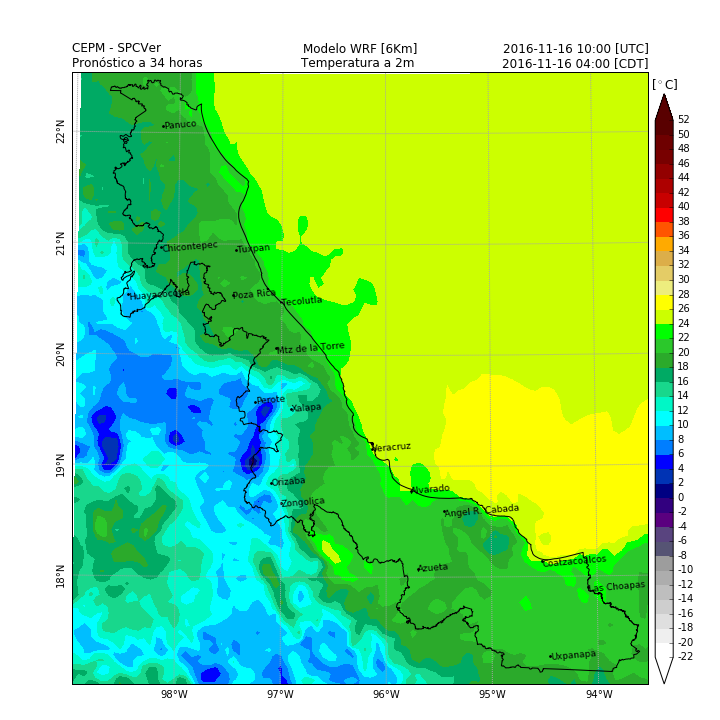 CEPM - SPCVer
Modelo WRF [6Km]
2016-11-16 10:00 [UTC]
Pronóstico a 34 horas
Temperatura a 2m
2016-11-16 04:00 [CDT]
[°C]
52
50
48
46
44
42
40
38
36
34
32
30
28
26
24
22
20
18
16
14
12
10
8
6
4
2
0
-2
-4
-6
-8
-10
-12
-14
-16
-18
-20
-22
22°N
21°N
20°N
19°N
18°N
Panuco
Chicontepec
Tuxpan
Huayacocotla
Poza Rica
Tecolutla
Mtz de la Torre
Perote
Xalapa
Veracruz
Orizaba
Alvarado
Zongolica
Angel R. Cabada
Azueta
Coatzacoalcos
Las Choapas
Uxpanapa
98°W
97°W
96°W
95°W
94°W